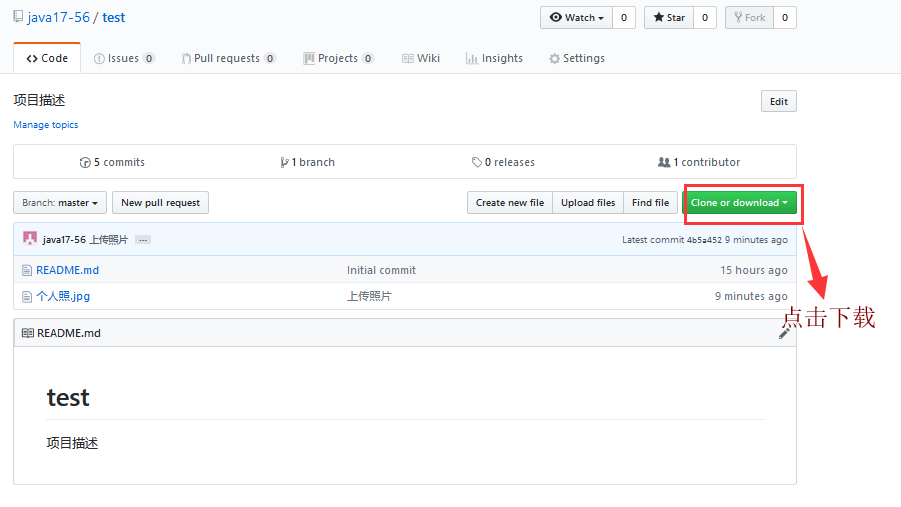 java17-56 / test
Watch 0 Star 0 Fork 0
Code Issues 0 Pull requests 0 Projects 0 Wiki Insights Settings
项目描述 Edit
Manage topics
5 commits 1 branch 0 releases 1 contributor
Branch: master New pull request Create new file Upload files Find file Clone or download
java17-56 上传照片 ... Latest commit 4b5a452 9 minutes ago
README.md Initial commit 15 hours ago
个人照.jpg 上传照片 9 minutes ago
点击下载
README.md
test
项目描述